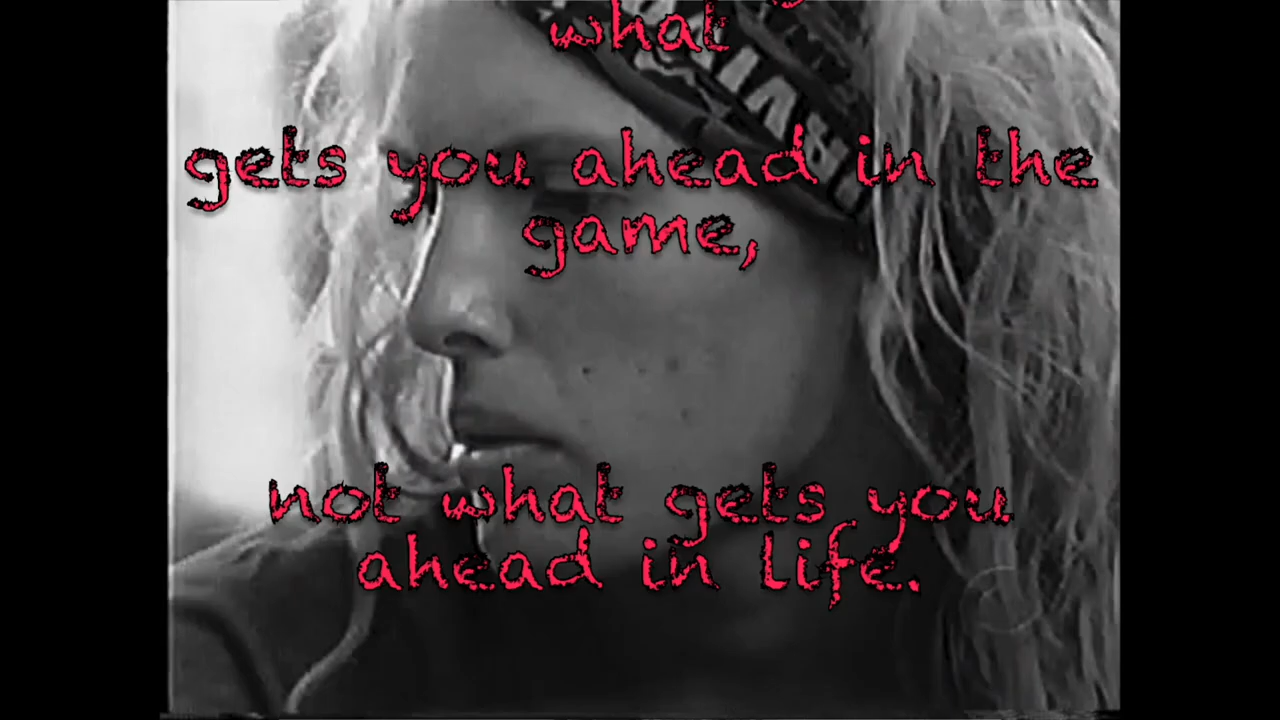 what
gets you ahead in the
game,
not what gets you
ahead in life.